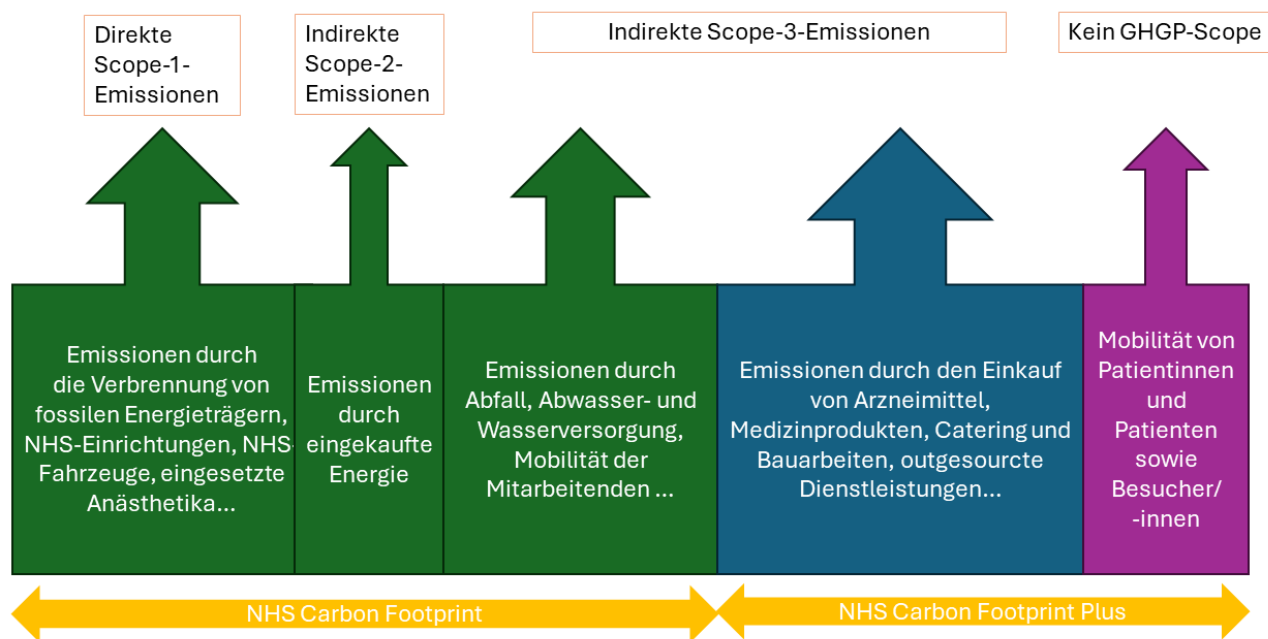 Direkte
Scope-1-
Emissionen
Indirekte
Scope-2-
Emissionen
Indirekte Scope-3-Emissionen
Kein GHGP-Scope
Emissionen durch
die Verbrennung von
fossilen Energieträgern,
NHS-Einrichtungen, NHS-
Fahrzeuge, eingesetzte
Anästhetika...
Emissionen
durch
eingekaufte
Energie
Emissionen durch
Abfall, Abwasser- und
Wasserversorgung,
Mobilität der
Mitarbeitenden ...
Emissionen durch den Einkauf
von Arzneimittel,
Medizinprodukten, Catering und
Bauarbeiten, outgesourcte
Dienstleistungen...
Mobilität von
Patientinnen
und
Patienten
sowie
Besucher/
-innen
NHS Carbon Footprint
NHS Carbon Footprint Plus